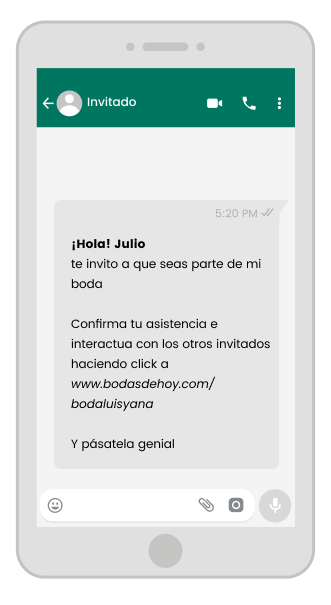 Invitado
5:20 PM
¡Hola! Julio
te invito a que seas parte de mi
boda
Confirma tu asistencia e
interactua con los otros invitados
haciendo click a
www.bodasdehoy.com/
bodaluisyana
Y pásatela genial